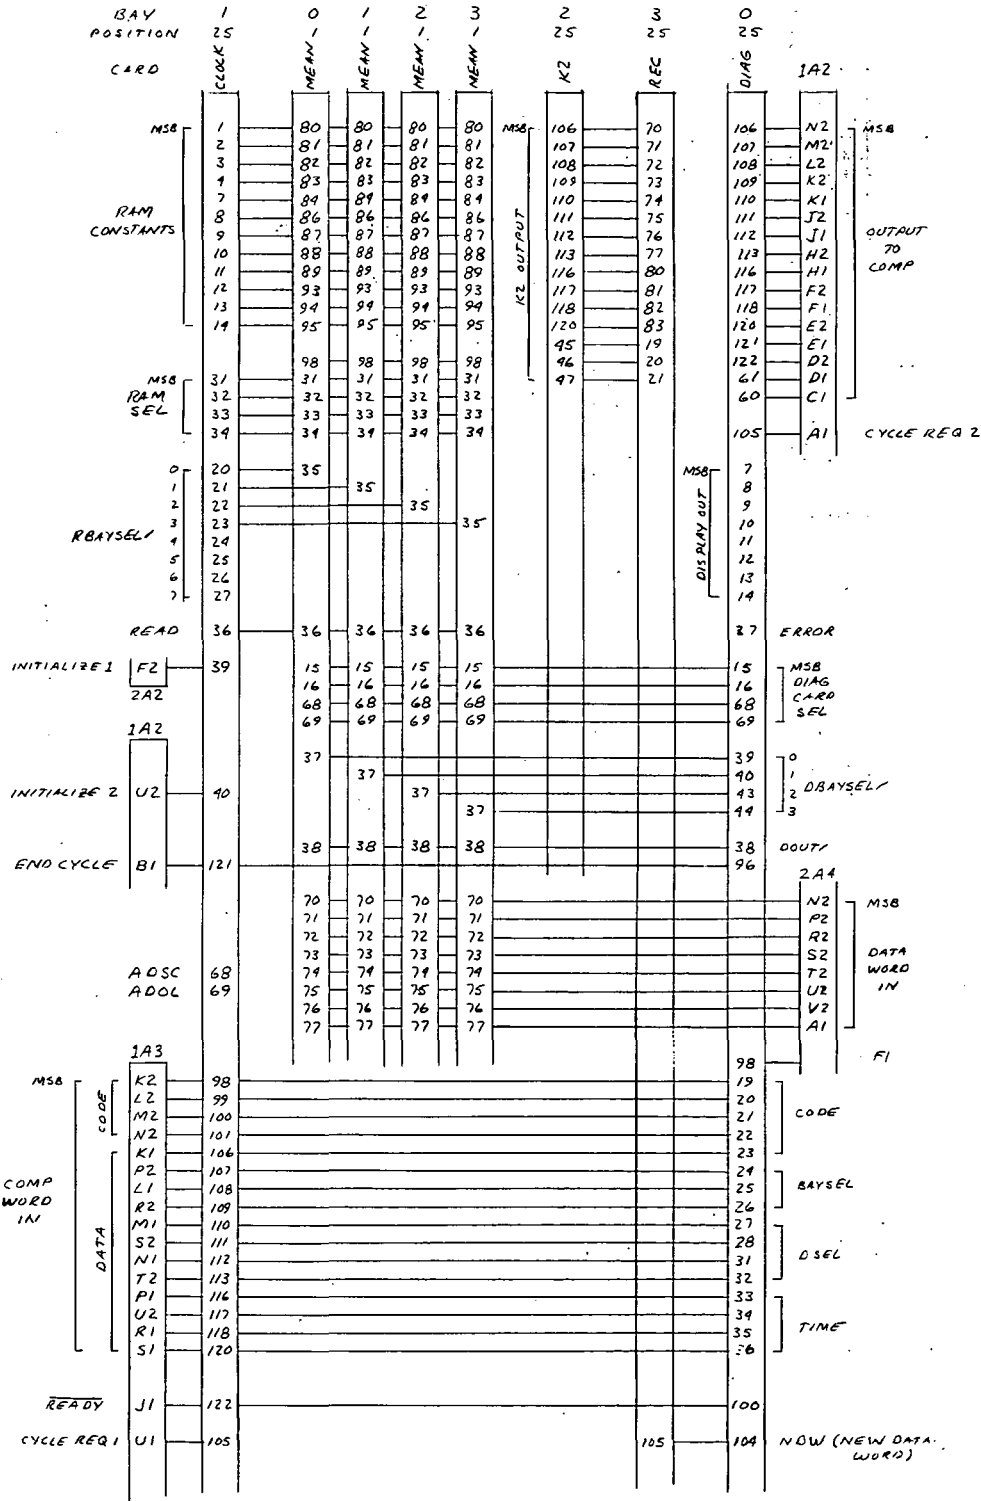 BAY 1 0 1 2 3 2 3 0
POSITION 25 1 1 1 1 25 25 25
CARD CLOCK MEAN MEAN MEAN MEAN K2 REC DIAG 1A2
MSB 1 80 80 80 80 MSB 106 70 106 N2 MSB
2 81 81 81 81 107 71 107 M2
3 82 82 82 82 108 72 108 L2
4 83 83 83 83 109 73 109 K2
7 84 84 84 84 110 74 110 K1
RAM 8 86 86 86 86 111 75 111 J2
CONSTANTS 9 87 87 87 87 K2 OUTPUT 112 76 112 J1 OUTPUT
10 88 88 88 88 113 77 113 H2 TO
11 89 89 89 89 116 80 116 H1 COMP
12 93 93 93 93 117 81 117 F2
13 94 94 94 94 118 82 118 F1
14 95 95 95 95 120 83 120 E2
45 19 121 E1
98 98 98 98 46 20 122 D2
MSB 31 31 31 31 31 47 21 61 D1
RAM 32 32 32 32 32 60 C1
SEL 33 33 33 33 33
34 34 34 34 34 105 A1 CYCLE REQ 2
0 20 35 MSB 7
1 21 35 8
2 22 35 9
3 23 35 10
RBAYSEL/ 4 24 DISPLAY OUT 11
5 25 12
6 26 13
7 27 14
READ 36 36 36 36 36 37 ERROR
INITIALIZE 1 F2 39 15 15 15 15 15 MSB
2A2 16 16 16 16 16 DIAG
68 68 68 68 68 CARD
1A2 69 69 69 69 69 SEL
37 39 0
37 40 1
INITIALIZE 2 U2 40 37 43 2 DBAYSEL/
37 44 3
38 38 38 38 38 DOUT/
END CYCLE B1 121 96
2A4
70 70 70 70 N2 MSB
71 71 71 71 P2
72 72 72 72 R2
73 73 73 73 S2 DATA
ADSC 68 74 74 74 74 T2 WORD
ADOL 69 75 75 75 75 U2 IN
76 76 76 76 V2
77 77 77 77 A1
1A3 98 F1
MSB K2 98 19
CODE L2 99 20
M2 100 21 CODE
N2 101 22
K1 106 23
P2 107 24
COMP L1 108 25 BAYSEL
WORD R2 109 26
IN M1 110 27
DATA S2 111 28
N1 112 31 DSEL
T2 113 32
P1 116 33
U2 117 34
R1 118 35 TIME
S1 120 36
READY J1 122 100
CYCLE REQ 1 U1 105 105 104 NDW (NEW DATA
WORD)